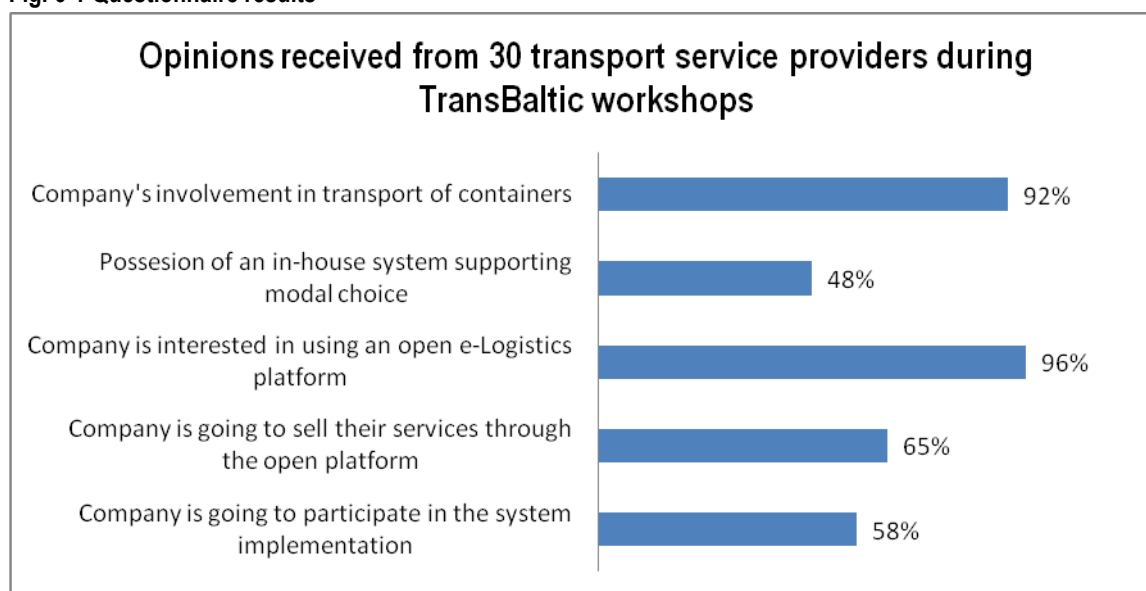 Opinions received from 30 transport service providers during
TransBaltic workshops
Company's involvement in transport of containers
92%
Possesion of an in-house system supporting
modal choice
48%
Company is interested in using an open e-Logistics
platform
96%
Company is going to sell their services through
the open platform
65%
Company is going to participate in the system
implementation
58%